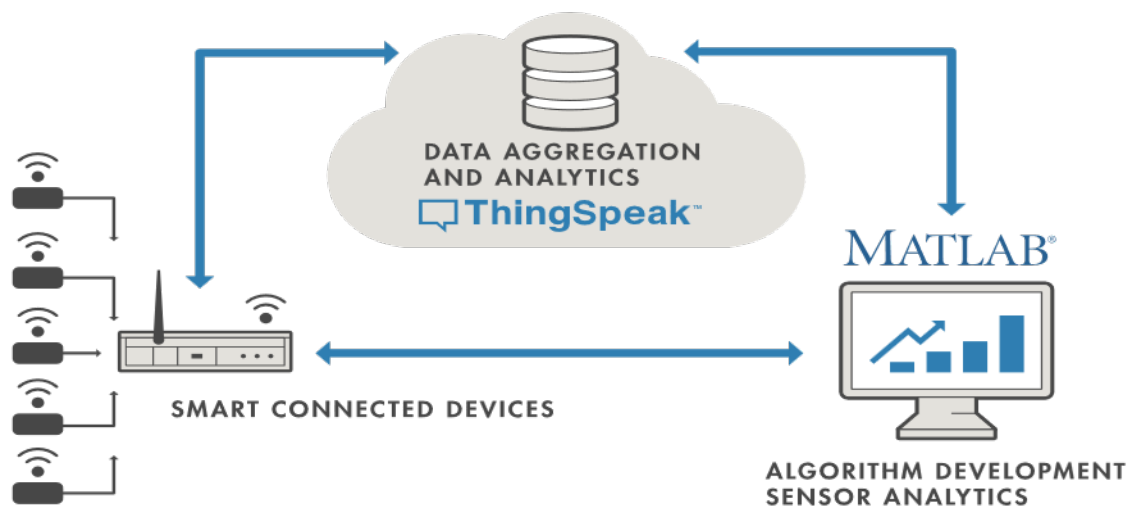 DATA AGGREGATION
AND ANALYTICS
ThingSpeak™
MATLAB®
SMART CONNECTED DEVICES
ALGORITHM DEVELOPMENT
SENSOR ANALYTICS